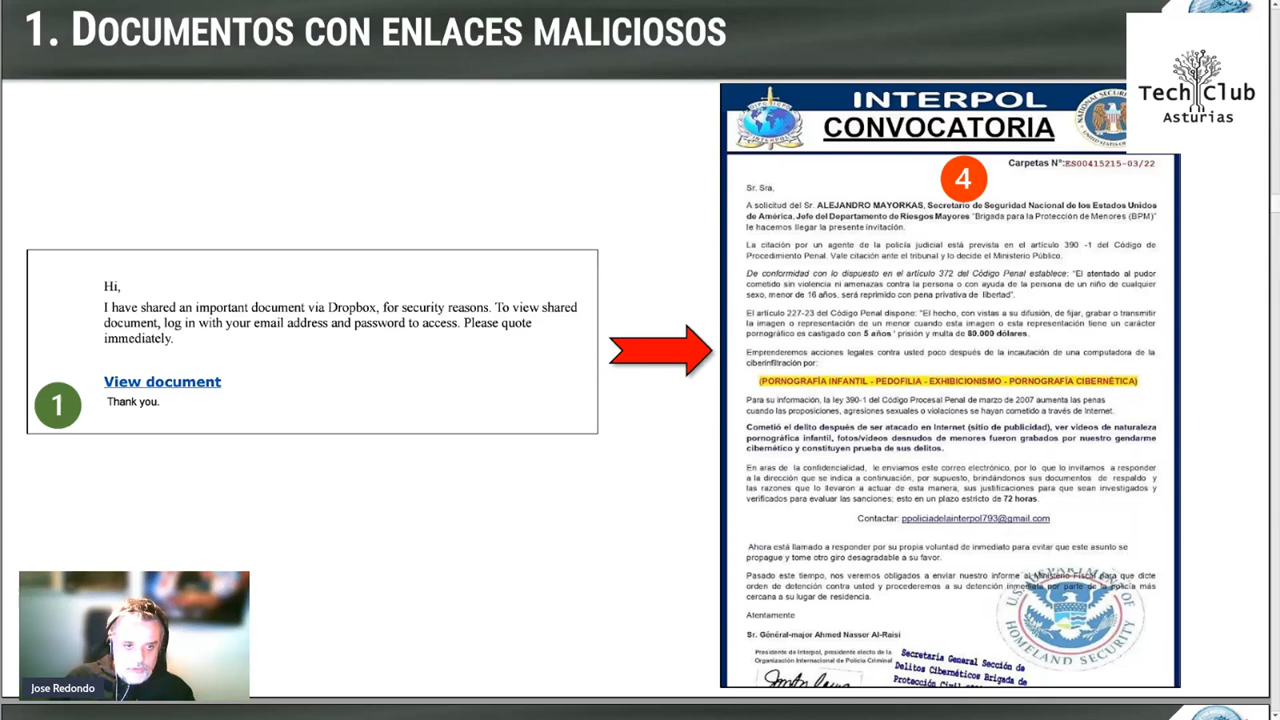 1. DOCUMENTOS CON ENLACES MALICIOSOS
Tech Club
Asturias
Hi,
I have shared an important document via Dropbox, for security reasons. To view shared
document, log in with your email address and password to access. Please quote
immediately.
View document
Thank you.
1
INTERPOL
CONVOCATORIA
Carpetas N°:ES00415215-03/22
4
Sr. Sra,
A solicitud del Sr. ALEJANDRO MAYORKAS, Secretario de Seguridad Nacional de los Estados Unidos
de América, Jefe del Departamento de Riesgos Mayores "Brigada para la Protección de Menores (BPM)"
le hacemos llegar la presente invitación.
La citación por un agente de la policía judicial está prevista en el artículo 390 -1 del Código de
Procedimiento Penal. Vale citación ante el tribunal y lo decide el Ministerio Público.
De conformidad con lo dispuesto en el artículo 372 del Código Penal establece: "El atentado al pudor
cometido sin violencia ni amenazas contra la persona o con ayuda de la persona de un niño de cualquier
sexo, menor de 16 años, será reprimido con pena privativa de libertad".
El artículo 227-23 del Código Penal dispone: "El hecho, con vistas a su difusión, de fijar, grabar o transmitir
la imagen o representación de un menor cuando esta imagen o esta representación tiene un carácter
pornográfico es castigado con 5 años ' prisión y multa de 80.000 dólares.
Emprenderemos acciones legales contra usted poco después de la incautación de una computadora de la
ciberinfiltración por:
(PORNOGRAFÍA INFANTIL - PEDOFILIA - EXHIBICIONISMO - PORNOGRAFÍA CIBERNÉTICA)
Para su información, la ley 390-1 del Código Procesal Penal de marzo de 2007 aumenta las penas
cuando las proposiciones, agresiones sexuales o violaciones se hayan cometido a través de Internet.
Cometió el delito después de ser atacado en Internet (sitio de publicidad), ver videos de naturaleza
pornográfica infantil, fotos/videos desnudos de menores fueron grabados por nuestro gendarme
cibernético y constituyen prueba de sus delitos.
En aras de la confidencialidad, le enviamos este correo electrónico, por lo que lo invitamos a responder
a la dirección que se indica a continuación, por supuesto, brindándonos sus documentos de respaldo y
las razones que lo llevaron a actuar de esta manera, sus justificaciones para que sean investigados y
verificados para evaluar las sanciones; esto en un plazo estricto de 72 horas.
Contactar: ppoliciadelainterpol793@gmail.com
Ahora está llamado a responder por su propia voluntad de inmediato para evitar que este asunto se
propague y tome otro giro desagradable a su favor.
Pasado este tiempo, nos veremos obligados a enviar nuestro informe al Ministerio Fiscal para que dicte
orden de detención contra usted y procederemos a su detención inmediata por parte de la policía más
cercana a su lugar de residencia.
Atentamente
Sr. Général-major Ahmed Nasser Al-Raisi
Presidente de Interpol, presidente electo de la
Organización Internacional de Policía Criminal
Secretaría General Sección de
Delitos Cibernéticos Brigada de
Protección Civil
HOMELAND SECURITY
Jose Redondo